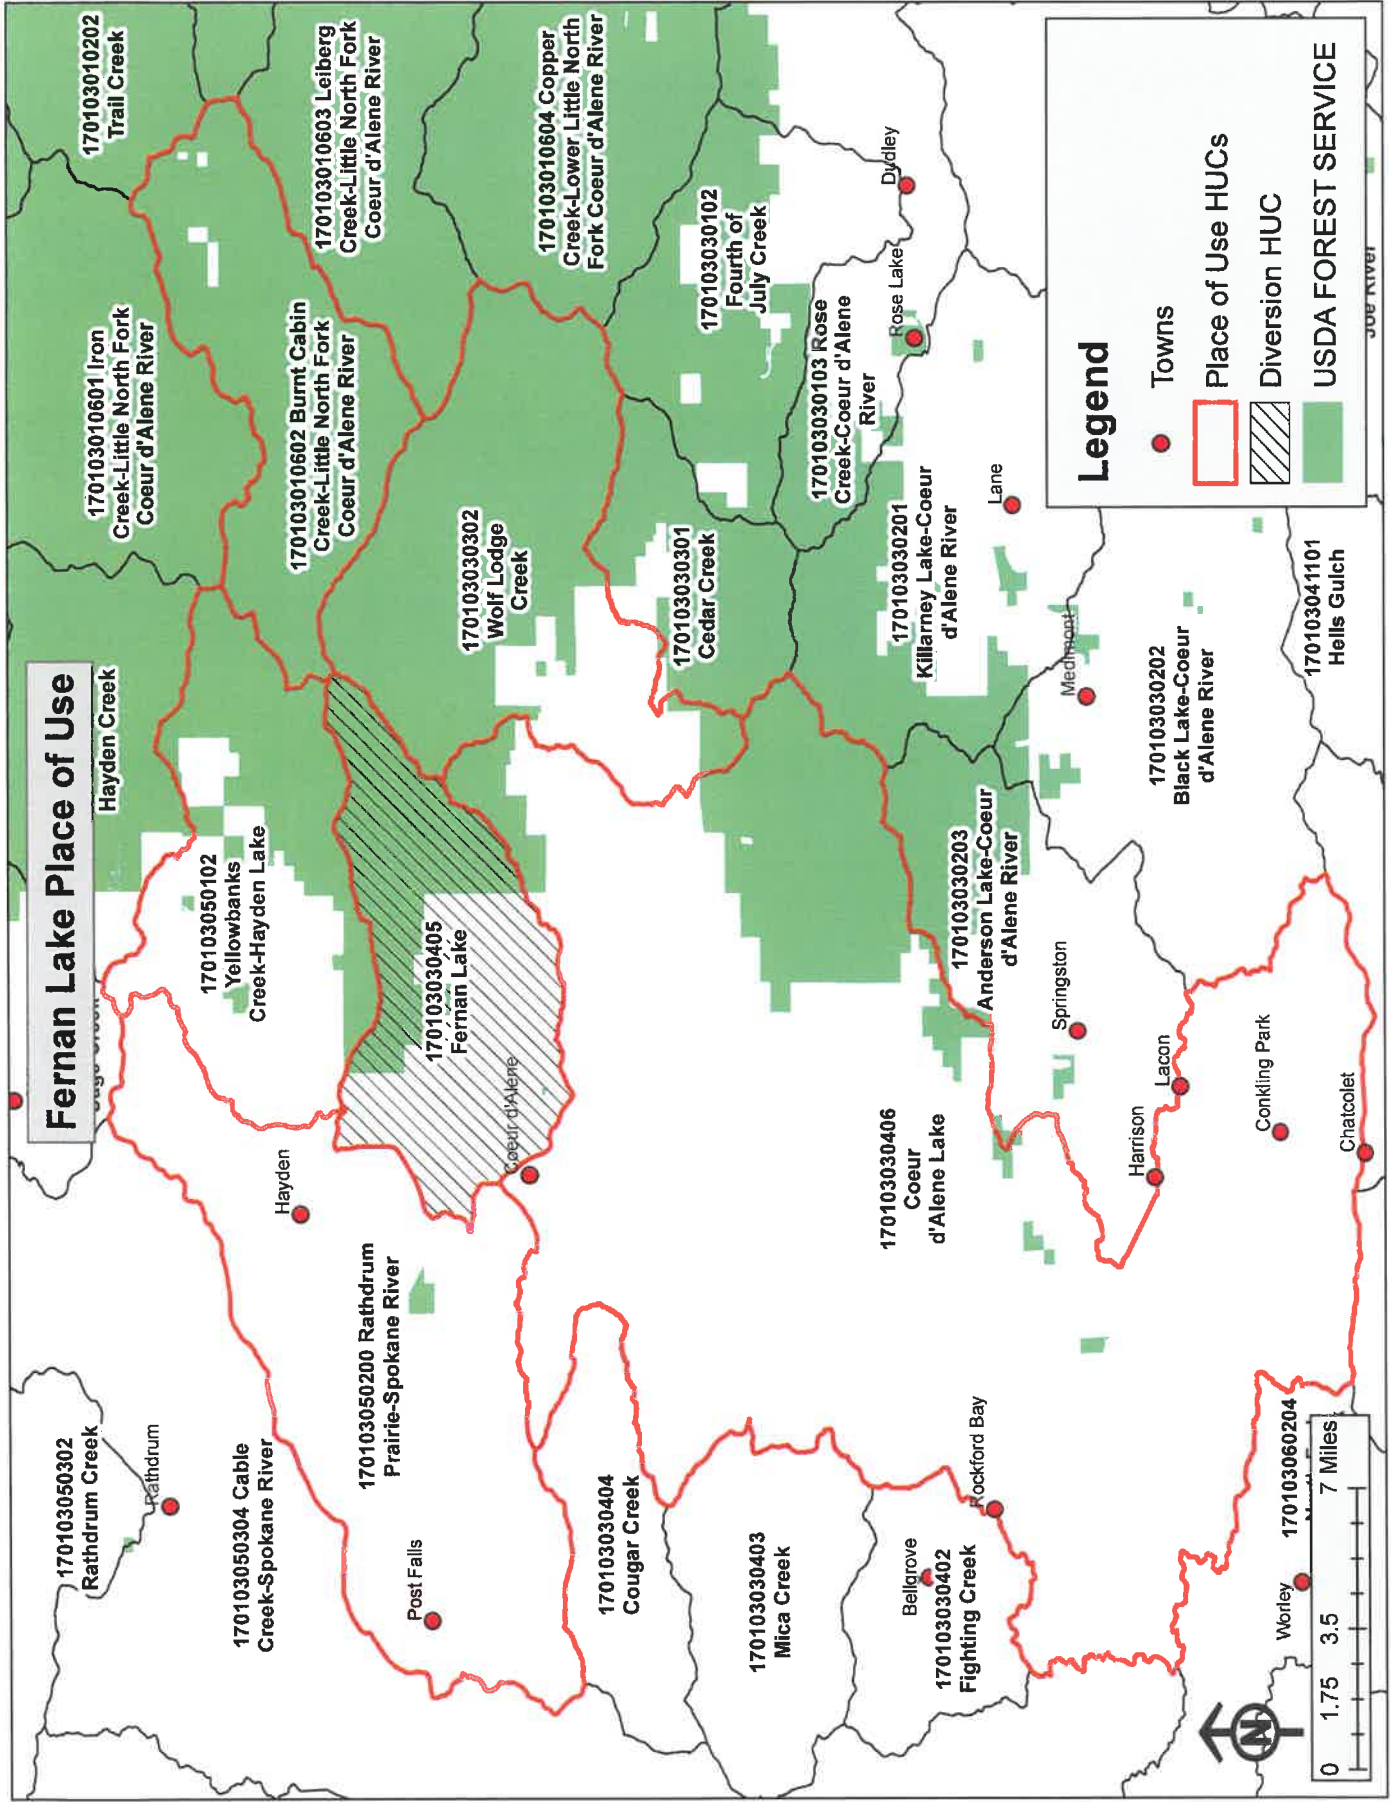 Fernan Lake Place of Use
Hayden Creek
170103050302
Rathdrum Creek
Rathdrum
170103050304 Cable
Creek-Spokane River
Hayden
170103050102
Yellowbanks
Creek-Hayden Lake
170103010601 Iron
Creek-Little North Fork
Coeur d'Alene River
170103010202
Trail Creek
170103010602 Burnt Cabin
Creek-Little North Fork
Coeur d'Alene River
170103010603 Leiberg
Creek-Little North Fork
Coeur d'Alene River
170103050200 Rathdrum
Prairie-Spokane River
Post Falls
170103030405
Fernan Lake
Coeur d'Alene
170103030302
Wolf Lodge
Creek
170103010604 Copper
Creek-Lower Little North
Fork Coeur d'Alene River
170103030404
Cougar Creek
170103030301
Cedar Creek
170103030102
Fourth of
July Creek
170103030403
Mica Creek
170103030103 Rose
Creek-Coeur d'Alene
River
Dudley
Rose Lake
Bellgrove
170103030402
Fighting Creek
Rockford Bay
170103030406
Coeur
d'Alene Lake
170103030203
Anderson Lake-Coeur
d'Alene River
170103030201
Killarney Lake-Coeur
d'Alene River
Lane
Springston
Medimont
Harrison
Lacon
170103030202
Black Lake-Coeur
d'Alene River
Conkling Park
Chatcolet
170103041101
Hells Gulch
170103060204
Worley
N
0 1.75 3.5 7 Miles
Legend
Towns
Place of Use HUCs
Diversion HUC
USDA FOREST SERVICE
Joe River